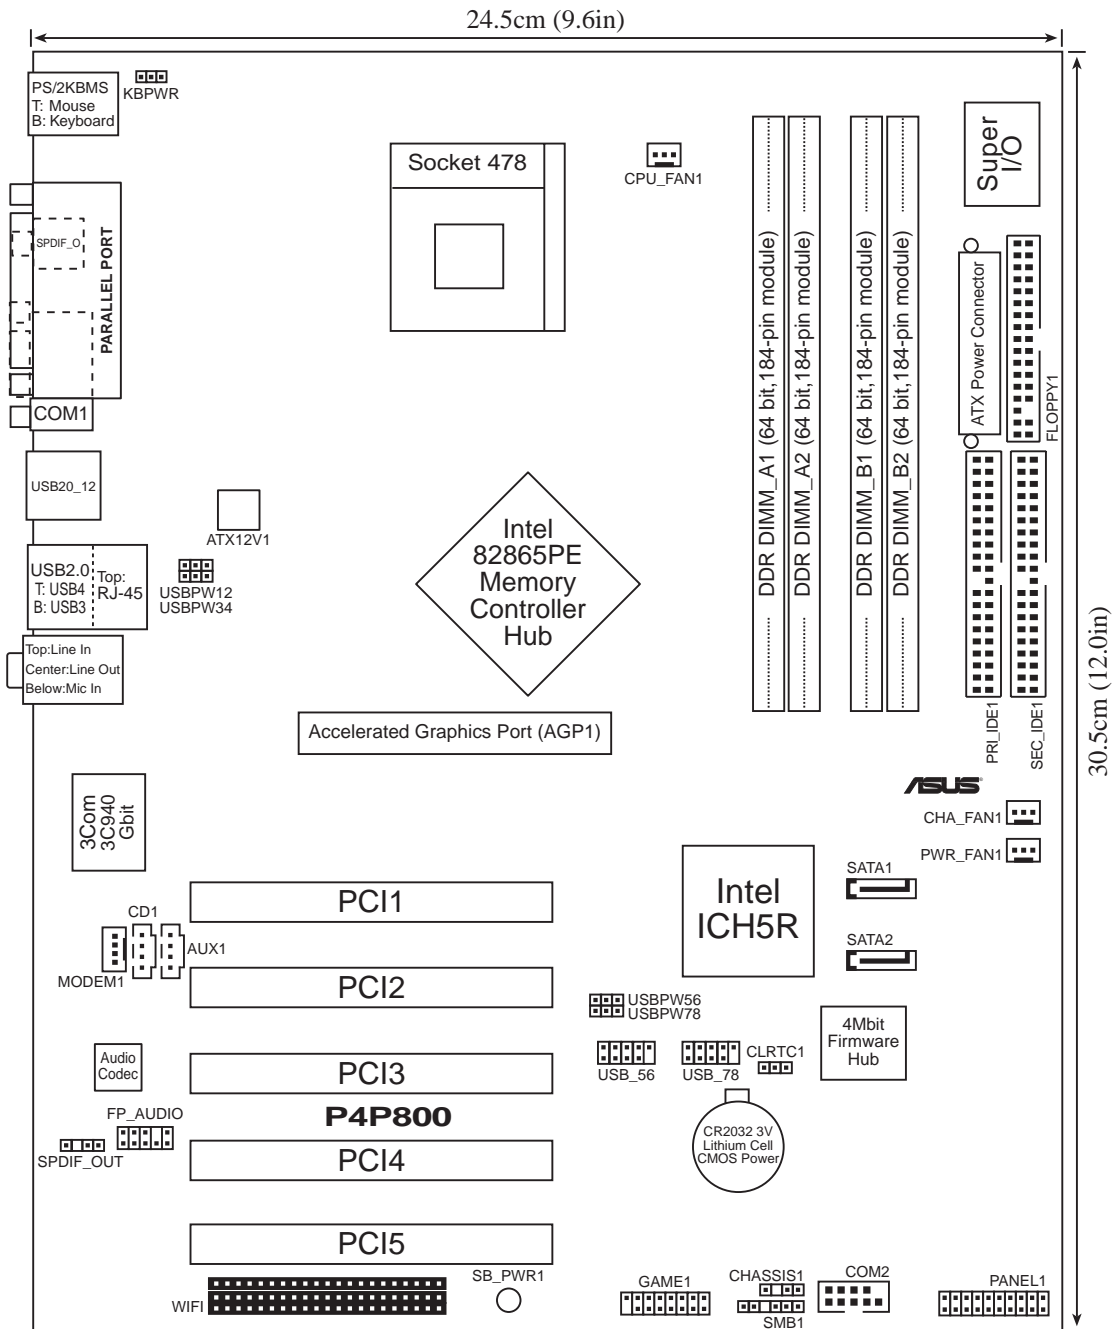 24.5cm (9.6in)
PS/2KBMS
T: Mouse
B: Keyboard
KBPWR
Socket 478
CPU_FAN1
Super
I/O
SPDIF_O
PARALLEL PORT
COM1
DDR DIMM_A1 (64 bit,184-pin module)
DDR DIMM_A2 (64 bit,184-pin module)
DDR DIMM_B1 (64 bit,184-pin module)
DDR DIMM_B2 (64 bit,184-pin module)
ATX Power Connector
FLOPPY1
USB20_12
ATX12V1
Intel
82865PE
Memory
Controller
Hub
USB2.0
T: USB4
B: USB3
Top:
RJ-45
USBPW12
USBPW34
Top:Line In
Center:Line Out
Below:Mic In
Accelerated Graphics Port (AGP1)
PRI_IDE1
SEC_IDE1
30.5cm (12.0in)
ASUS
3Com
3C940
Gbit
CHA_FAN1
PWR_FAN1
Intel
ICH5R
SATA1
SATA2
PCI1
CD1
AUX1
MODEM1
PCI2
USBPW56
USBPW78
4Mbit
Firmware
Hub
Audio
Codec
PCI3
USB_56
USB_78
CLRTC1
FP_AUDIO
P4P800
CR2032 3V
Lithium Cell
CMOS Power
SPDIF_OUT
PCI4
PCI5
SB_PWR1
WIFI
GAME1
CHASSIS1
SMB1
COM2
PANEL1